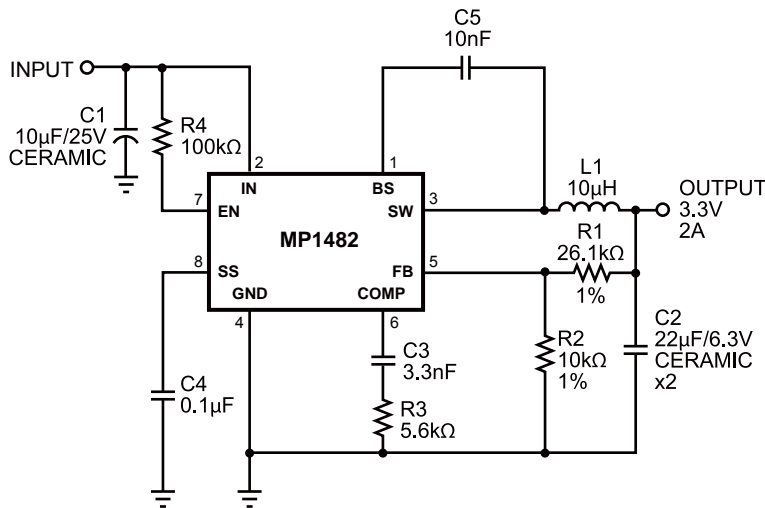 C5
10nF
INPUT
C1
10µF/25V
CERAMIC
R4
100kΩ
2
1
IN
BS
L1
10µH
OUTPUT
3.3V
2A
7
EN
SW
3
MP1482
R1
26.1kΩ
1%
8
SS
FB
5
GND
COMP
4
6
C3
3.3nF
R2
10kΩ
1%
C2
22µF/6.3V
CERAMIC
x2
C4
0.1µF
R3
5.6kΩ